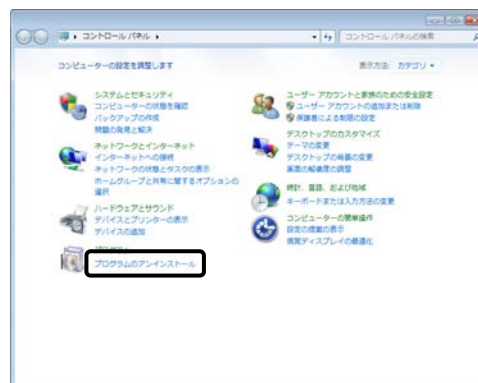 コントロール パネル
コントロール パネルの検索
コンピューターの設定を調整します
表示方法: カテゴリ
システムとセキュリティ
コンピューターの状態を確認
バックアップの作成
問題の発見と解決
ネットワークとインターネット
インターネットへの接続
ネットワークの状態とタスクの表示
ホームグループと共有に関するオプションの
選択
ハードウェアとサウンド
デバイスとプリンターの表示
デバイスの追加
プログラム
プログラムのアンインストール
ユーザー アカウントと家族のための安全設定
ユーザー アカウントの追加または削除
保護者による制限の設定
デスクトップのカスタマイズ
テーマの変更
デスクトップの背景の変更
画面の解像度の調整
時計、言語、および地域
キーボードまたは入力方法の変更
コンピューターの簡単操作
設定の提案の表示
視覚ディスプレイの最適化